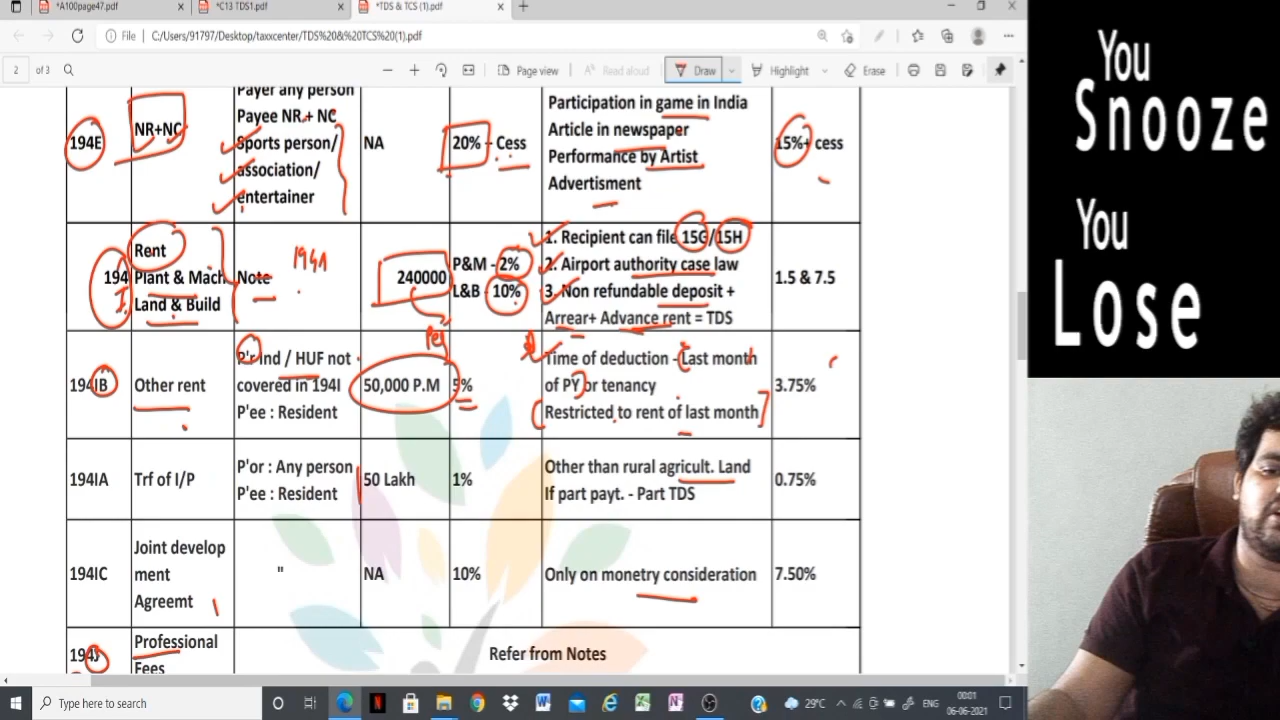 *A100page47.pdf
*C13 TDS1.pdf
*TDS & TCS (1).pdf
File
C:/Users/91797/Desktop/taxxcenter/TDS%20&%20TCS%20(1).pdf
2 of 3
Page view
Read aloud
Draw
Highlight
Erase
194E
NR+NC
Payer any person
Payee NR + NC
Sports person/
association/
entertainer
NA
20% + Cess
Participation in game in India
Article in newspaper
Performance by Artist
Advertisment
15%+ cess
194
I
Rent
Plant & Mach
Land & Build
Note
194I
240000
P&M - 2%
L&B - 10%
1. Recipient can file 15G/15H
2. Airport authority case law
3. Non refundable deposit +
Arrear+ Advance rent = TDS
1.5 & 7.5
194IB
Other rent
P'r Ind / HUF not
covered in 194I
P'ee : Resident
50,000 P.M
5%
Time of deduction - Last month
of PY or tenancy
Restricted to rent of last month
3.75%
194IA
Trf of I/P
P'or : Any person
P'ee : Resident
50 Lakh
1%
Other than rural agricult. Land
If part payt. - Part TDS
0.75%
194IC
Joint develop
ment
Agreemt
"
NA
10%
Only on monetry consideration
7.50%
194J
Professional
Fees
Refer from Notes
You
Snooze
You
Lose
Type here to search
29°C
ENG
00:01
06-06-2021